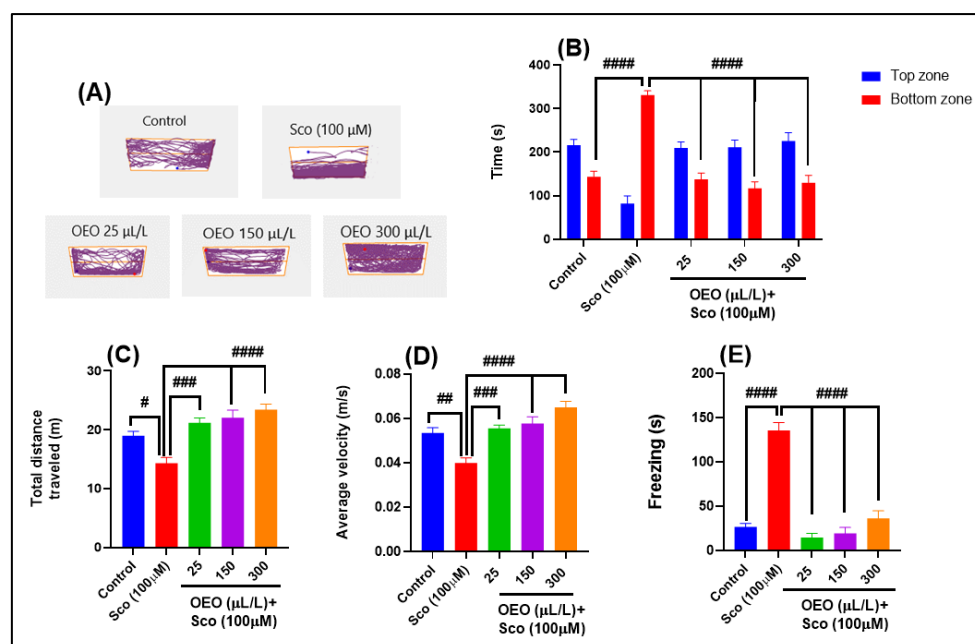 (A)
Control
Sco (100 µM)
OEO 25 µL/L
OEO 150 µL/L
OEO 300 µL/L
(B)
####
####
Top zone
Bottom zone
Time (s)
400
300
200
100
0
Control
Sco (100µM)
25
150
300
OEO (µL/L)+
Sco (100µM)
(C)
####
###
#
Total distance
traveled (m)
30
20
10
0
Control
Sco (100µM)
25
150
300
OEO (µL/L)+
Sco (100µM)
(D)
####
##
###
Average velocity (m/s)
0.08
0.06
0.04
0.02
0.00
Control
Sco (100µM)
25
150
300
OEO (µL/L)+
Sco (100µM)
(E)
####
####
Freezing (s)
200
150
100
50
0
Control
Sco (100µM)
25
150
300
OEO (µL/L)+
Sco (100µM)